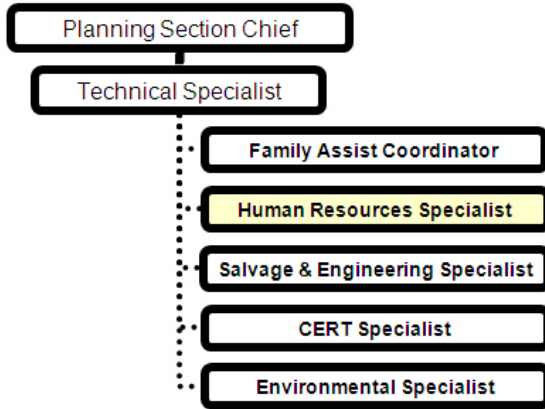 Planning Section Chief
Technical Specialist
Family Assist Coordinator
Human Resources Specialist
Salvage & Engineering Specialist
CERT Specialist
Environmental Specialist